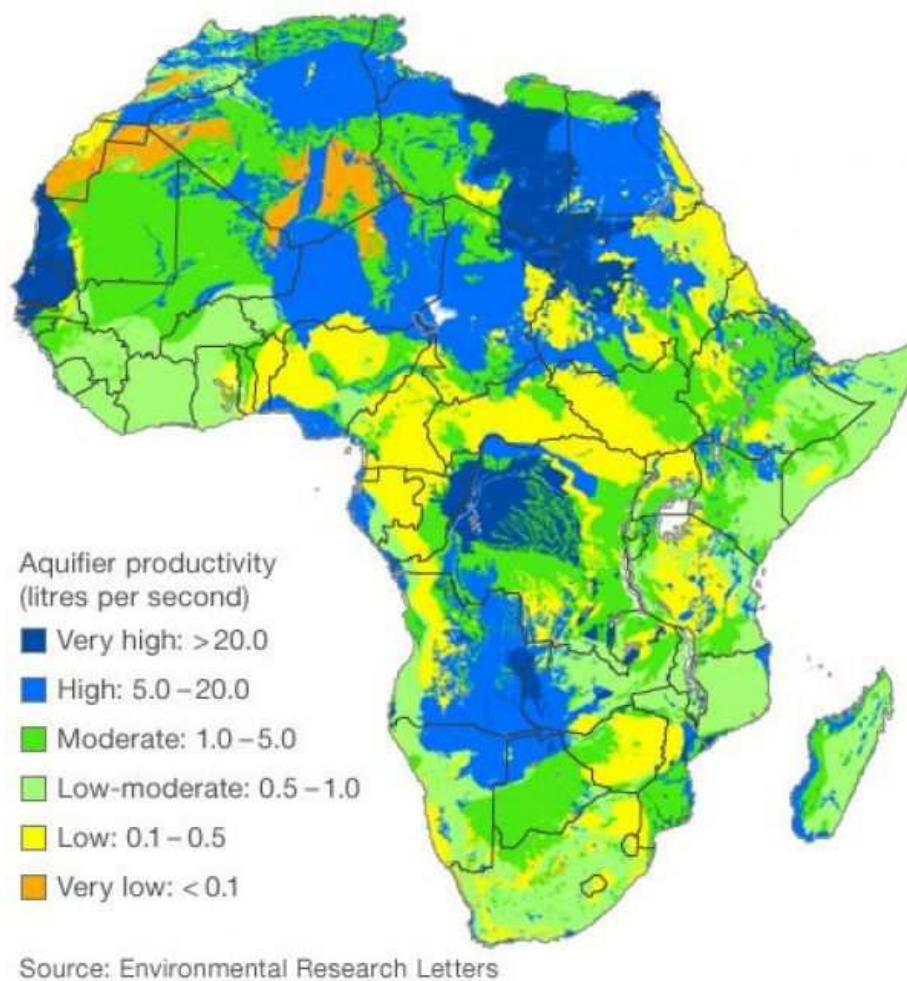 Aquifier productivity
(litres per second)
Very high: >20.0
High: 5.0–20.0
Moderate: 1.0–5.0
Low-moderate: 0.5–1.0
Low: 0.1–0.5
Very low: <0.1
Source: Environmental Research Letters